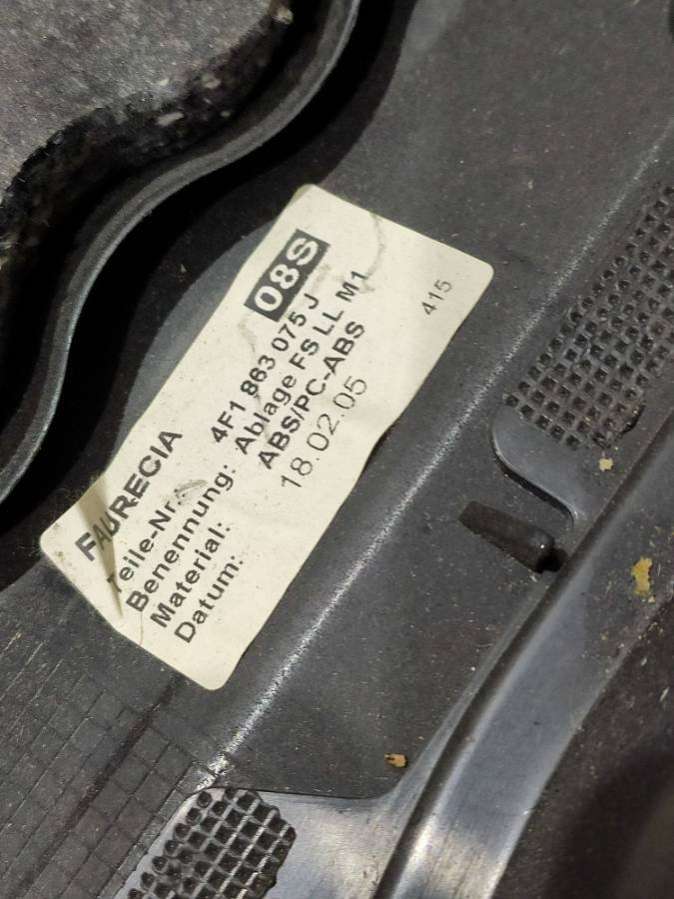 08S
FAURECIA
Teile-Nr.: 4F1 863 075 J
Benennung: Ablage FS LL M1
Material: ABS/PC-ABS
Datum: 18.02.05
415